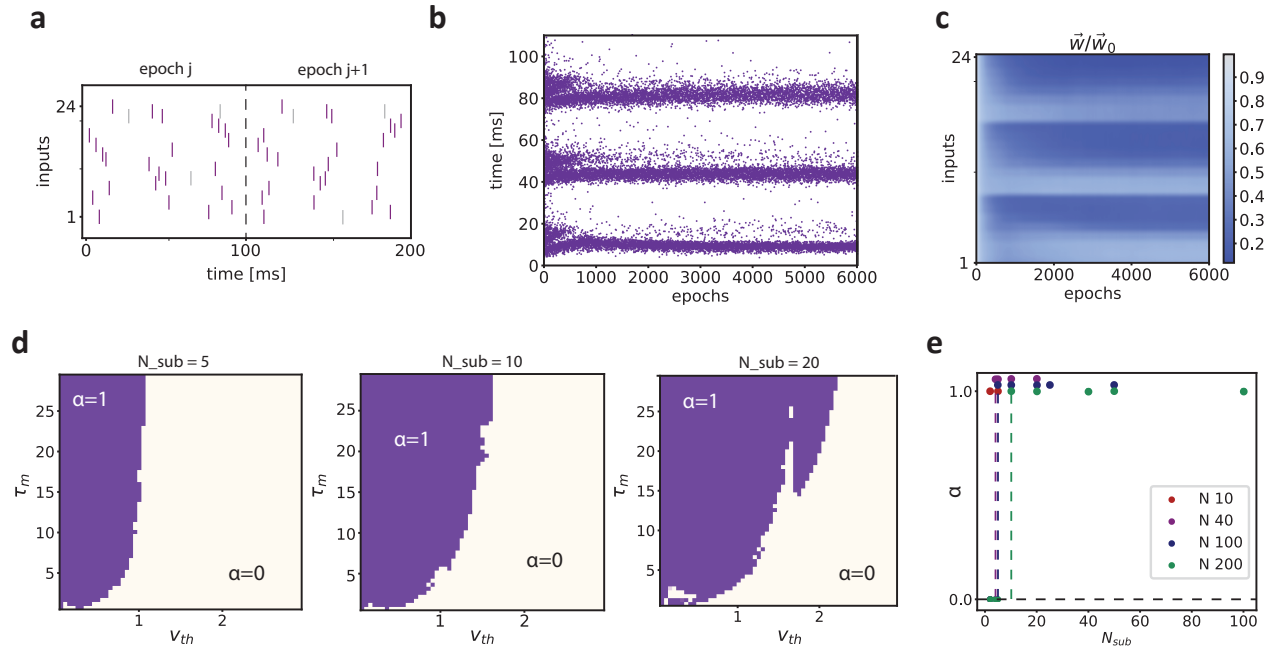 a
epoch j
epoch j+1
inputs
24
1
0
100
200
time [ms]
b
time [ms]
100
80
60
40
20
0
0
1000
2000
3000
4000
5000
6000
epochs
c
w⃗/w⃗₀
inputs
24
1
0
2000
4000
6000
epochs
0.9
0.8
0.7
0.6
0.5
0.4
0.3
0.2
d
N_sub = 5
α=1
α=0
τₘ
25
20
15
10
5
1
2
v_th
N_sub = 10
α=1
α=0
τₘ
25
20
15
10
5
1
2
v_th
N_sub = 20
α=1
α=0
τₘ
25
20
15
10
5
1
2
v_th
e
α
1.0
0.0
N 10
N 40
N 100
N 200
0
20
40
60
80
100
N_sub